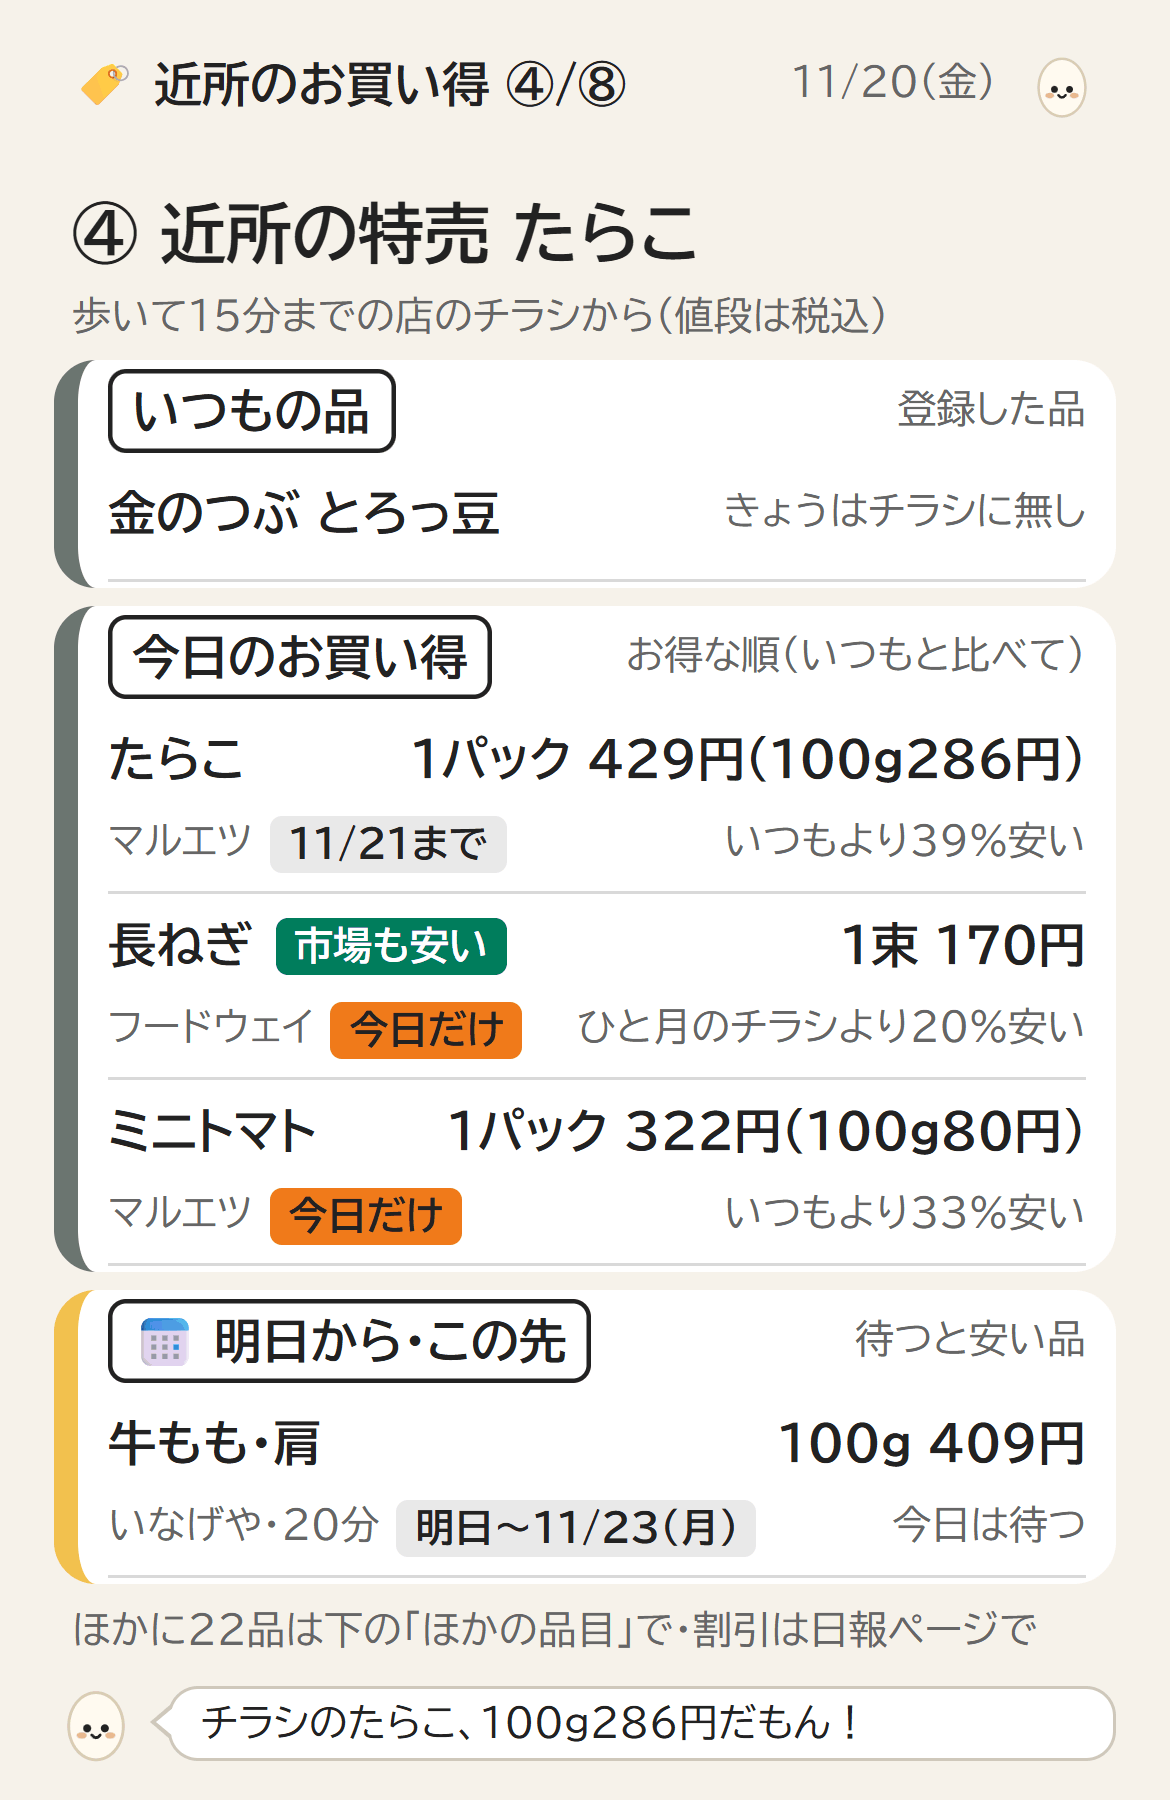 近所のお買い得 ④/⑧ 11/20(金)
④ 近所の特売 たらこ
歩いて15分までの店のチラシから(値段は税込)
いつもの品 登録した品
金のつぶ とろっ豆 きょうはチラシに無し
今日のお買い得 お得な順(いつもと比べて)
たらこ 1パック 429円(100g286円)
マルエツ 11/21まで いつもより39%安い
長ねぎ 市場も安い 1束 170円
フードウェイ 今日だけ ひと月のチラシより20%安い
ミニトマト 1パック 322円(100g80円)
マルエツ 今日だけ いつもより33%安い
明日から・この先 待つと安い品
牛もも・肩 100g 409円
いなげや・20分 明日〜11/23(月) 今日は待つ
ほかに22品は下の「ほかの品目」で・割引は日報ページで
チラシのたらこ、100g286円だもん！